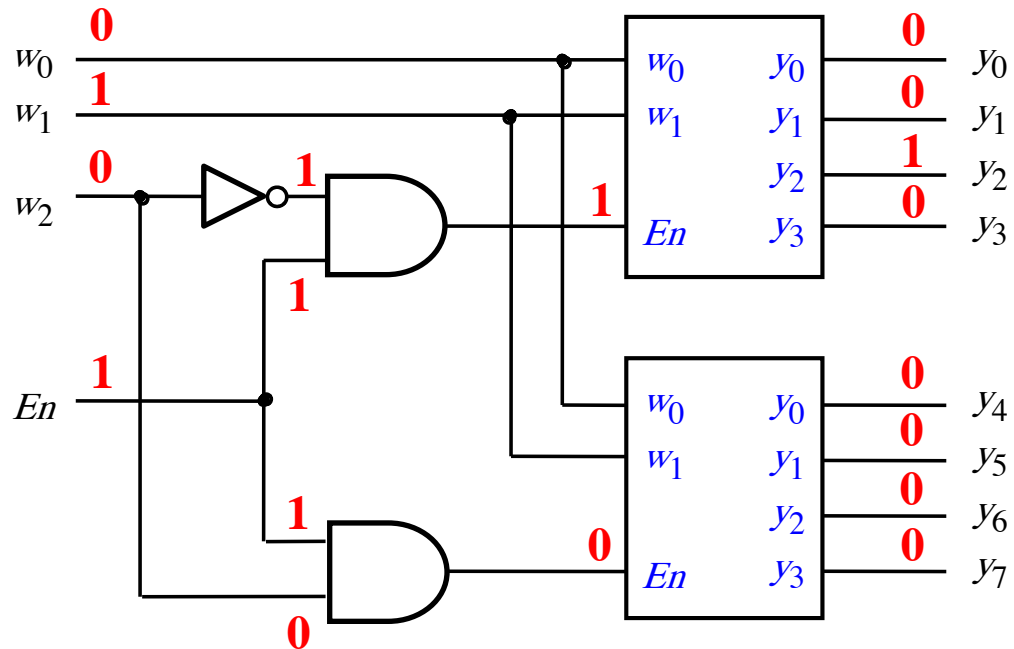 0 0
w0 w0 y0 y0
1 0
w1 w1 y1 y1
0 1 1
w2 y2 y2
1 0
En y3 y3
1
1 0
En w0 y0 y4
0
w1 y1 y5
1 0
y2 y6
0 0
En y3 y7
0